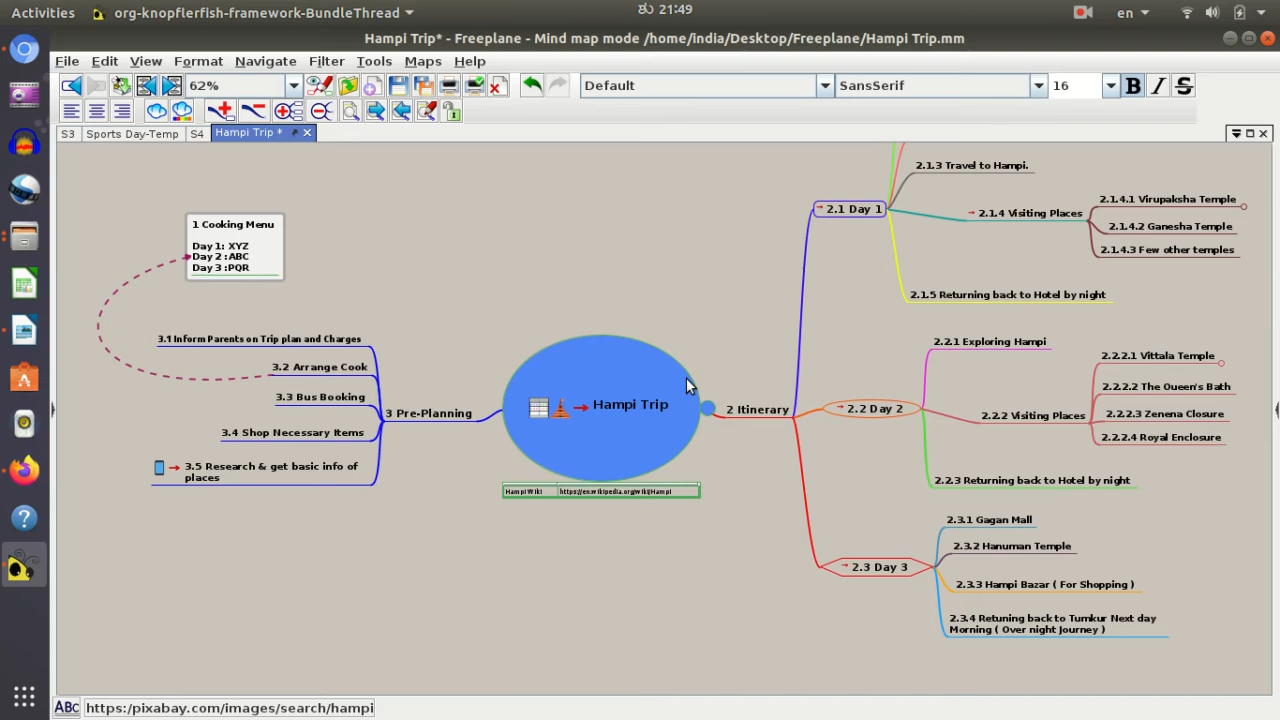 Activities
org-knopflerfish-framework-BundleThread
21:49
en
Hampi Trip* - Freeplane - Mind map mode /home/india/Desktop/Freeplane/Hampi Trip.mm
File Edit View Format Navigate Filter Tools Maps Help
62%
Default
SansSerif
16
B I S
S3
Sports Day-Temp
S4
Hampi Trip *
1 Cooking Menu
Day 1: XYZ
Day 2 :ABC
Day 3 :PQR
3.1 Inform Parents on Trip plan and Charges
3.2 Arrange Cook
3.3 Bus Booking
3.4 Shop Necessary Items
3.5 Research & get basic info of
places
3 Pre-Planning
Hampi Trip
Hampi Wiki
https://en.wikipedia.org/wiki/Hampi
2 Itinerary
2.1 Day 1
2.1.3 Travel to Hampi.
2.1.4 Visiting Places
2.1.4.1 Virupaksha Temple
2.1.4.2 Ganesha Temple
2.1.4.3 Few other temples
2.1.5 Returning back to Hotel by night
2.2 Day 2
2.2.1 Exploring Hampi
2.2.2 Visiting Places
2.2.2.1 Vittala Temple
2.2.2.2 The Queen's Bath
2.2.2.3 Zenena Closure
2.2.2.4 Royal Enclosure
2.2.3 Returning back to Hotel by night
2.3 Day 3
2.3.1 Gagan Mall
2.3.2 Hanuman Temple
2.3.3 Hampi Bazar ( For Shopping )
2.3.4 Retuning back to Tumkur Next day
Morning ( Over night Journey )
ABC
https:/pixabay.com/images/search/hampi